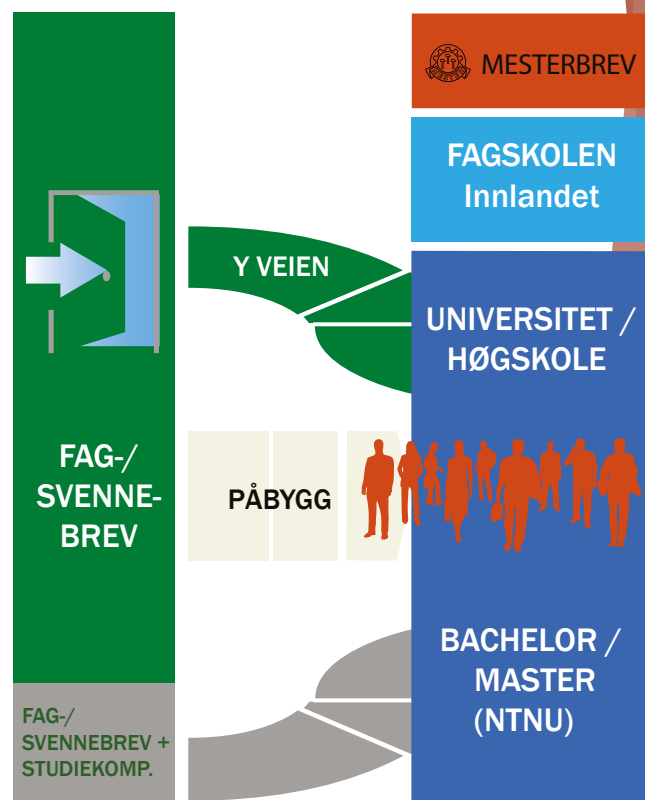 MESTERBREV
FAGSKOLEN
Innlandet
Y VEIEN
UNIVERSITET /
HØGSKOLE
FAG-/
SVENNE-
BREV
PÅBYGG
BACHELOR /
MASTER
(NTNU)
FAG-/
SVENNEBREV +
STUDIEKOMP.